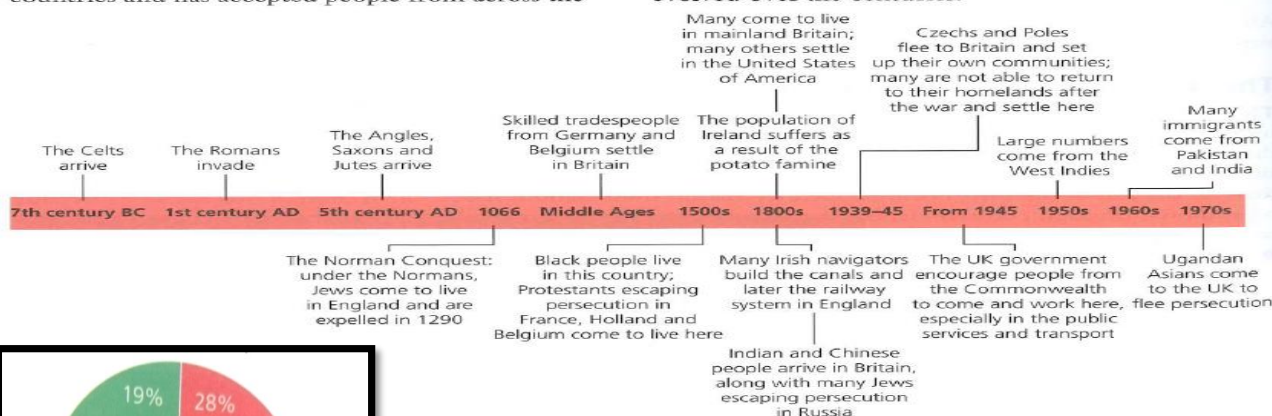 countries and has accepted people from across the
Many come to live
in mainland Britain;
many others settle
in the United States
of America
Czechs and Poles
flee to Britain and set
up their own communities;
many are not able to return
to their homelands after
the war and settle here
The Celts
arrive
The Romans
invade
The Angles,
Saxons and
Jutes arrive
Skilled tradespeople
from Germany and
Belgium settle
in Britain
The population of
Ireland suffers as
a result of the
potato famine
Large numbers
come from the
West Indies
Many
immigrants
come from
Pakistan
and India
7th century BC 1st century AD 5th century AD 1066 Middle Ages 1500s 1800s 1939–45 From 1945 1950s 1960s 1970s
The Norman Conquest:
under the Normans,
Jews come to live
in England and are
expelled in 1290
Black people live
in this country;
Protestants escaping
persecution in
France, Holland and
Belgium come to live here
Many Irish navigators
build the canals and
later the railway
system in England
Indian and Chinese
people arrive in Britain,
along with many Jews
escaping persecution
in Russia
The UK government
encourage people from
the Commonwealth
to come and work here,
especially in the public
services and transport
Ugandan
Asians come
to the UK to
flee persecution
19%
28%